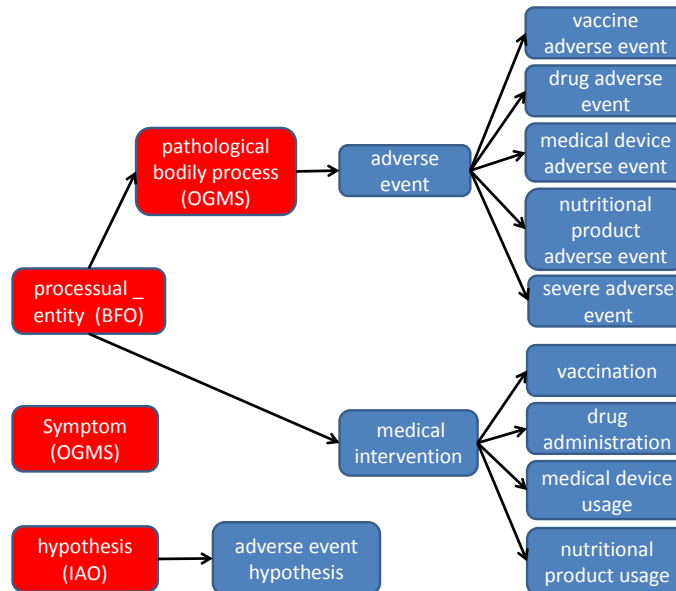 vaccine
adverse event
drug adverse
event
pathological
bodily process
(OGMS)
adverse
event
medical device
adverse event
nutritional
product
adverse event
processual _
entity (BFO)
severe adverse
event
vaccination
Symptom
(OGMS)
medical
intervention
drug
administration
medical device
usage
hypothesis
(IAO)
adverse event
hypothesis
nutritional
product usage